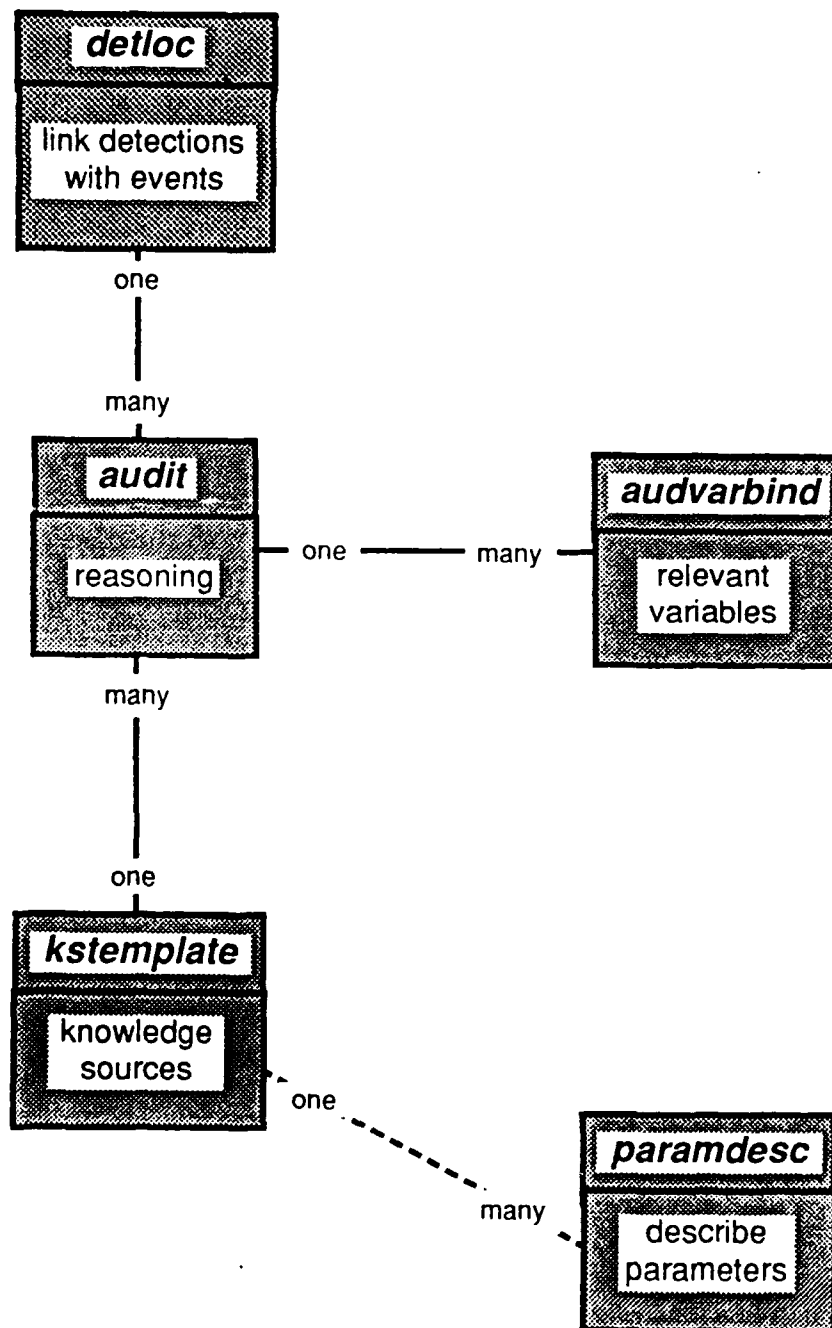 detloc
link detections
with events
one
many
audit
reasoning
one
many
audvarbind
relevant
variables
many
one
kstemplate
knowledge
sources
one
many
paramdesc
describe
parameters